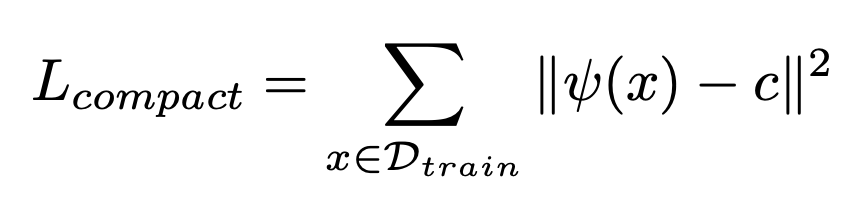 L_{compact} = \sum_{x \in \mathcal{D}_{train}} \|\psi(x) - c\|^2